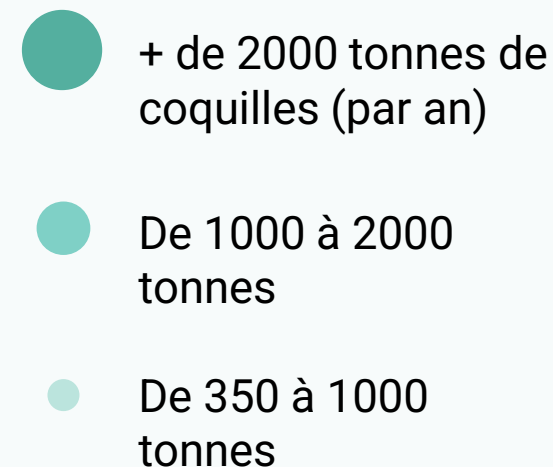 + de 2000 tonnes de
coquilles (par an)
De 1000 à 2000
tonnes
De 350 à 1000
tonnes